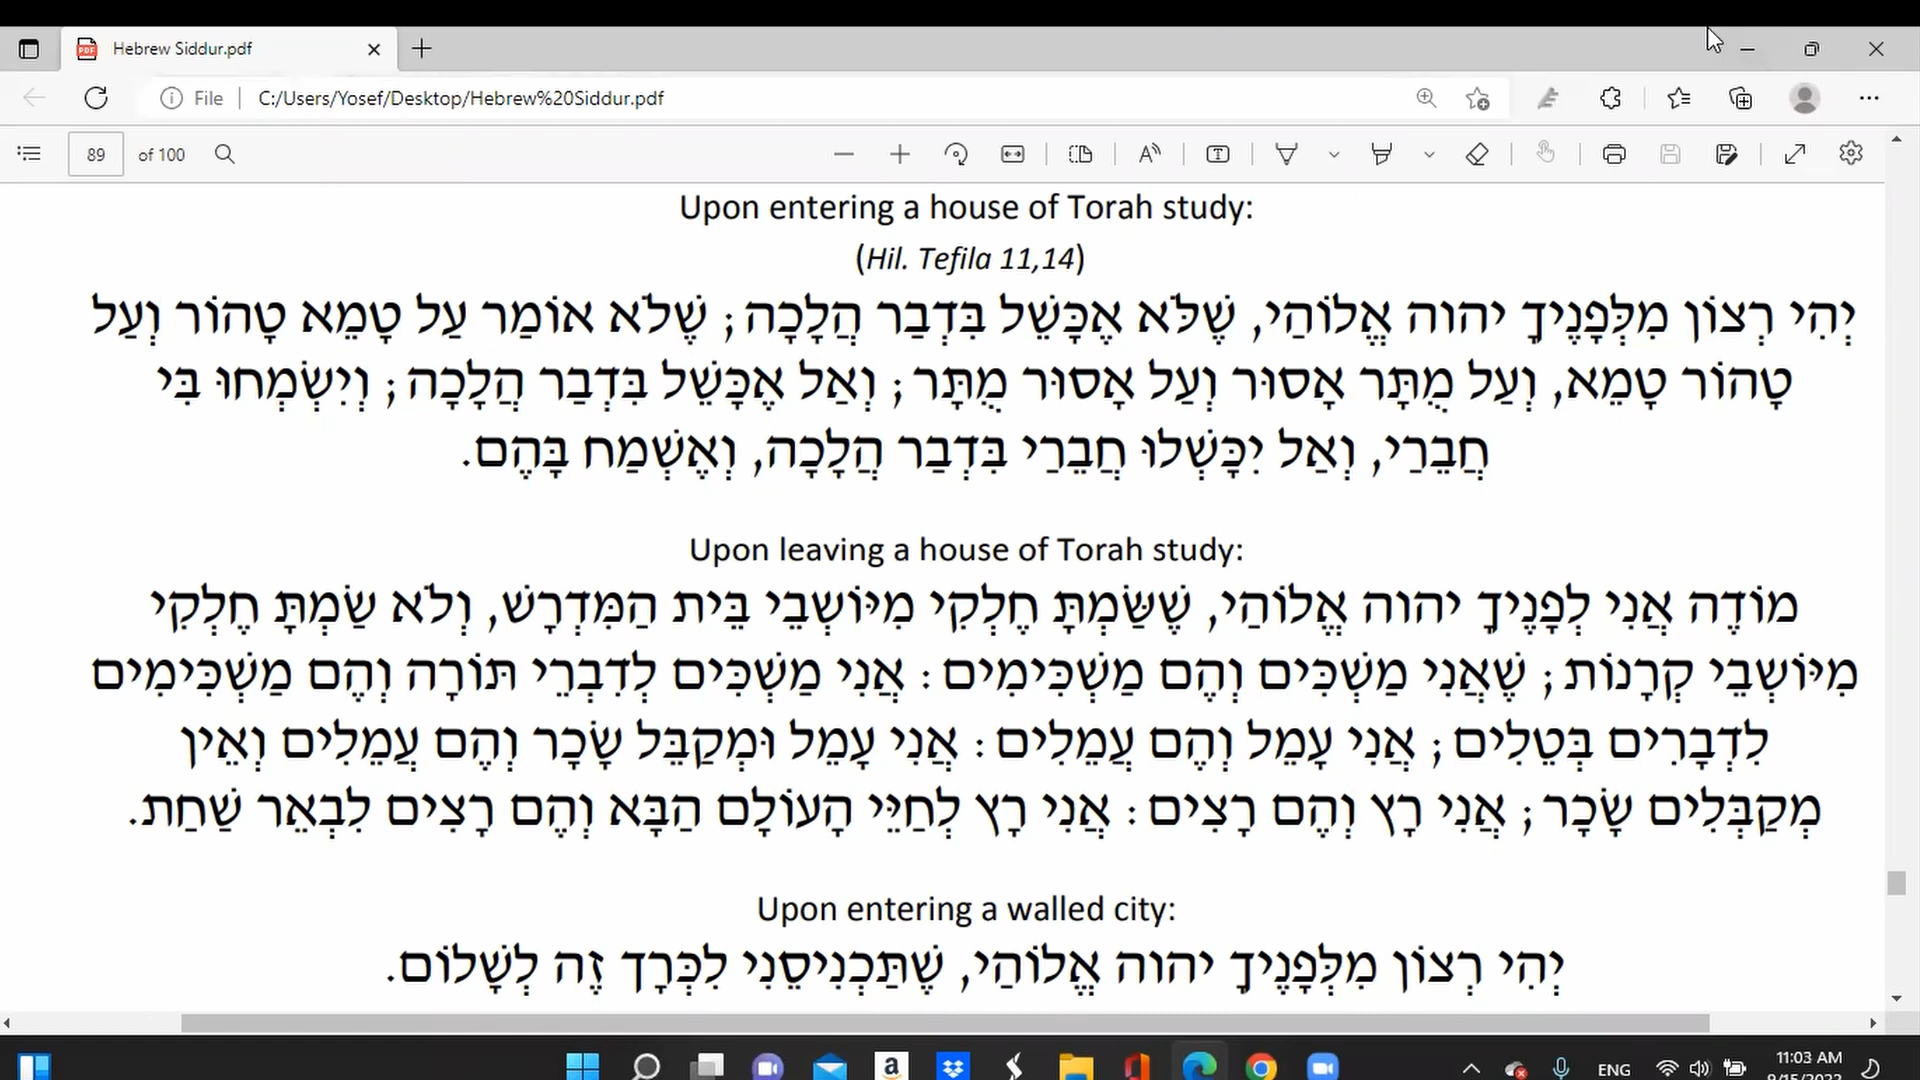 Hebrew Siddur.pdf
File
C:/Users/Yosef/Desktop/Hebrew%20Siddur.pdf
89 of 100
Upon entering a house of Torah study:
(Hil. Tefila 11,14)
יְהִי רְצוֹן מִלְּפָנֶיךָ יהוה אֱלוֹהַי, שֶׁלֹּא אֶכָּשֵׁל בִּדְבַר הֲלָכָה; שֶׁלֹּא אוֹמַר עַל טָמֵא טָהוֹר וְעַל
טָהוֹר טָמֵא, וְעַל מֻתָּר אָסוּר וְעַל אָסוּר מֻתָּר; וְאַל אֶכָּשֵׁל בִּדְבַר הֲלָכָה; וְיִשְׂמְחוּ בִּי
חֲבֵרַי, וְאַל יִכָּשְׁלוּ חֲבֵרַי בִּדְבַר הֲלָכָה, וְאֶשְׂמַח בָּהֶם.
Upon leaving a house of Torah study:
מוֹדֶה אֲנִי לְפָנֶיךָ יהוה אֱלוֹהַי, שֶׁשַּׂמְתָּ חֶלְקִי מִיּוֹשְׁבֵי בֵּית הַמִּדְרָשׁ, וְלֹא שַׂמְתָּ חֶלְקִי
מִיּוֹשְׁבֵי קְרָנוֹת; שֶׁאֲנִי מַשְׁכִּים וְהֶם מַשְׁכִּימִים: אֲנִי מַשְׁכִּים לְדִבְרֵי תּוֹרָה וְהֶם מַשְׁכִּימִים
לִדְבָרִים בְּטֵלִים; אֲנִי עָמֵל וְהֶם עֲמֵלִים: אֲנִי עָמֵל וּמְקַבֵּל שָׂכָר וְהֶם עֲמֵלִים וְאֵין
מְקַבְּלִים שָׂכָר; אֲנִי רָץ וְהֶם רָצִים: אֲנִי רָץ לְחַיֵּי הָעוֹלָם הַבָּא וְהֶם רָצִים לִבְאֵר שַׁחַת.
Upon entering a walled city:
יְהִי רְצוֹן מִלְּפָנֶיךָ יהוה אֱלוֹהַי, שֶׁתַּכְנִיסֵנִי לִכְּרָךְ זֶה לְשָׁלוֹם.
ENG
11:03 AM